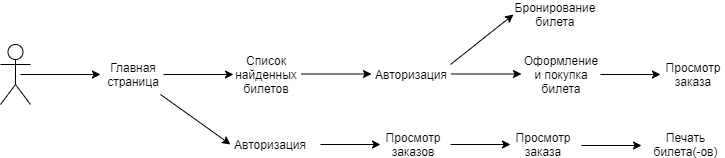 Бронирование
билета
Главная
страница
Список
найденных
билетов
Авторизация
Оформление
и покупка
билета
Просмотр
заказа
Авторизация
Просмотр
заказов
Просмотр
заказа
Печать
билета(-ов)